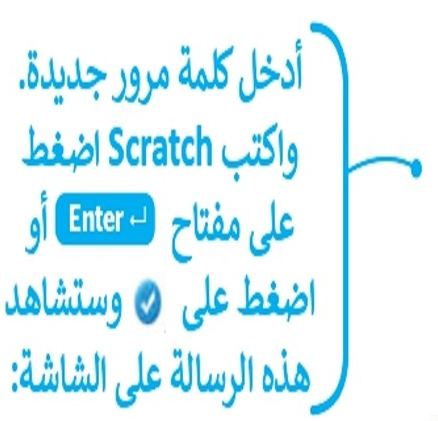 أدخل كلمة مرور جديدة.
واكتب Scratch اضغط
على مفتاح Enter ↵ أو
اضغط على وستشاهد
هذه الرسالة على الشاشة: